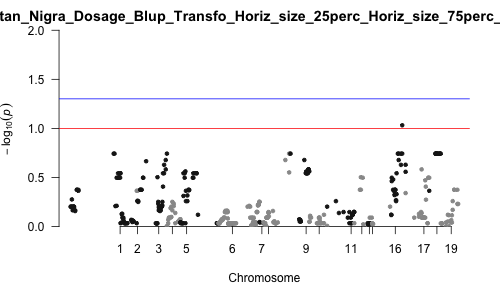 tan_Nigra_Dosage_Blup_Transfo_Horiz_size_25perc_Horiz_size_75perc_
2.0
1.5
1.0
0.5
0.0
− log10(p)
1 2 3 5 6 7 9 11 16 17 19
Chromosome